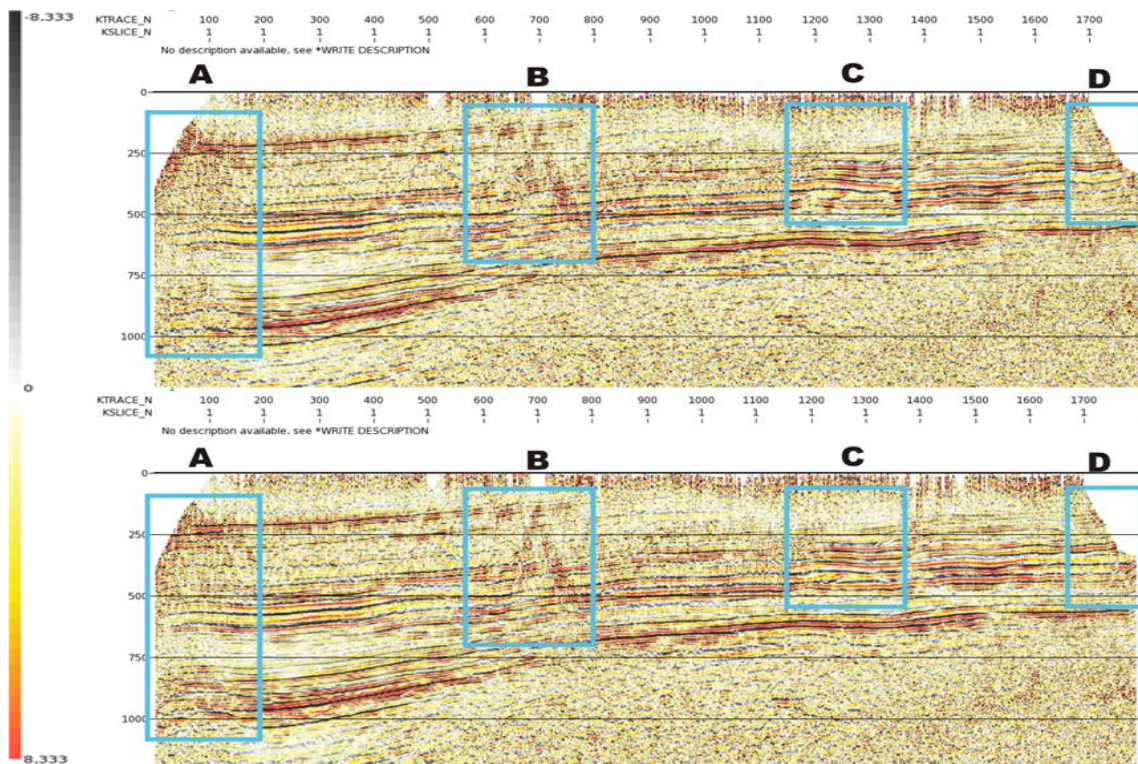 -8.333
KTRACE_N 100 200 300 400 500 600 700 800 900 1000 1100 1200 1300 1400 1500 1600 1700
KSLICE_N 1 1 1 1 1 1 1 1 1 1 1 1 1 1 1 1 1
No description available, see *WRITE DESCRIPTION
A B C D
0
250
500
750
1000
0
KTRACE_N 100 200 300 400 500 600 700 800 900 1000 1100 1200 1300 1400 1500 1600 1700
KSLICE_N 1 1 1 1 1 1 1 1 1 1 1 1 1 1 1 1 1
No description available, see *WRITE DESCRIPTION
A B C D
0
250
500
750
1000
8.333